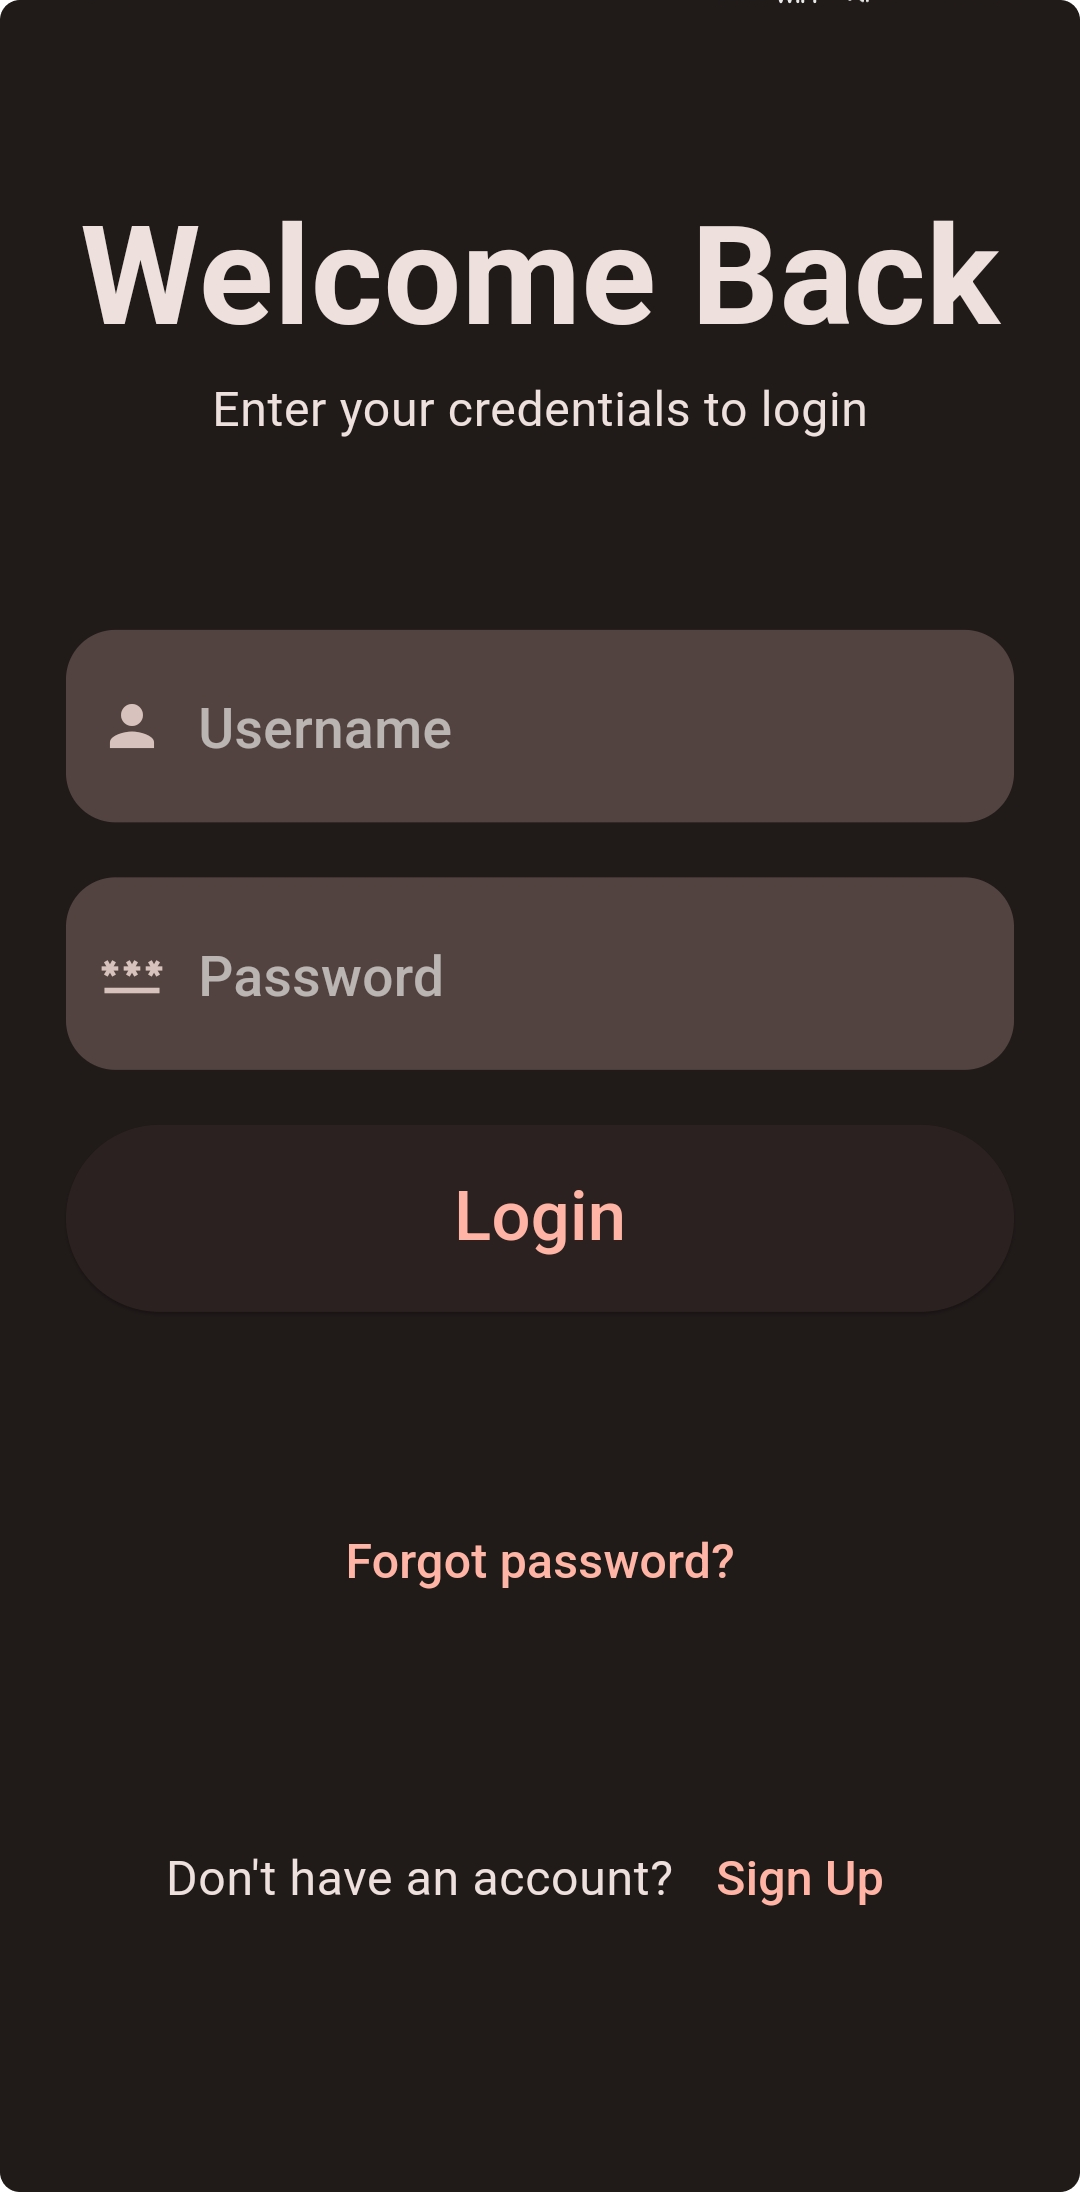 Welcome Back
Enter your credentials to login
Username
Password
Login
Forgot password?
Don't have an account? Sign Up